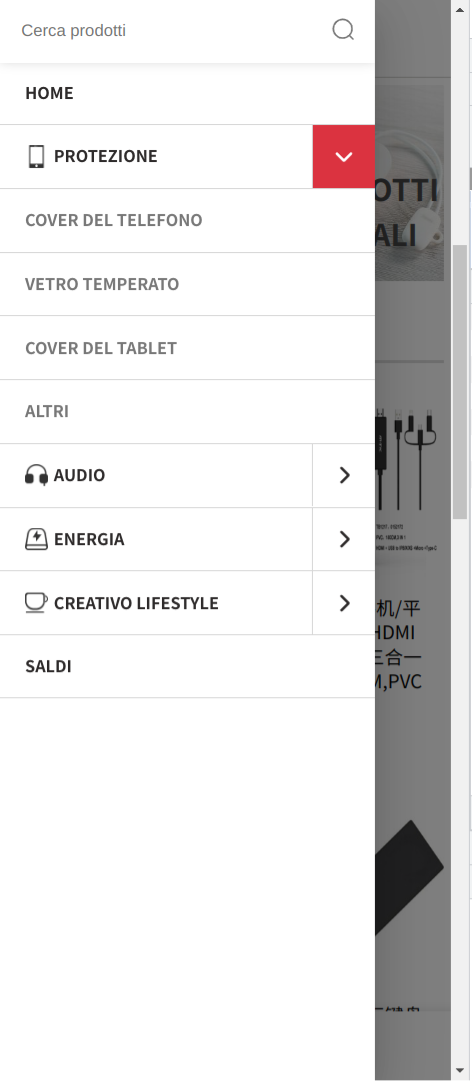 Cerca prodotti
HOME
PROTEZIONE
OTTI
COVER DEL TELEFONO
ALI
VETRO TEMPERATO
COVER DEL TABLET
ALTRI
AUDIO
ENERGIA
CREATIVO LIFESTYLE
机/平
HDMI
三合一
M,PVC
SALDI